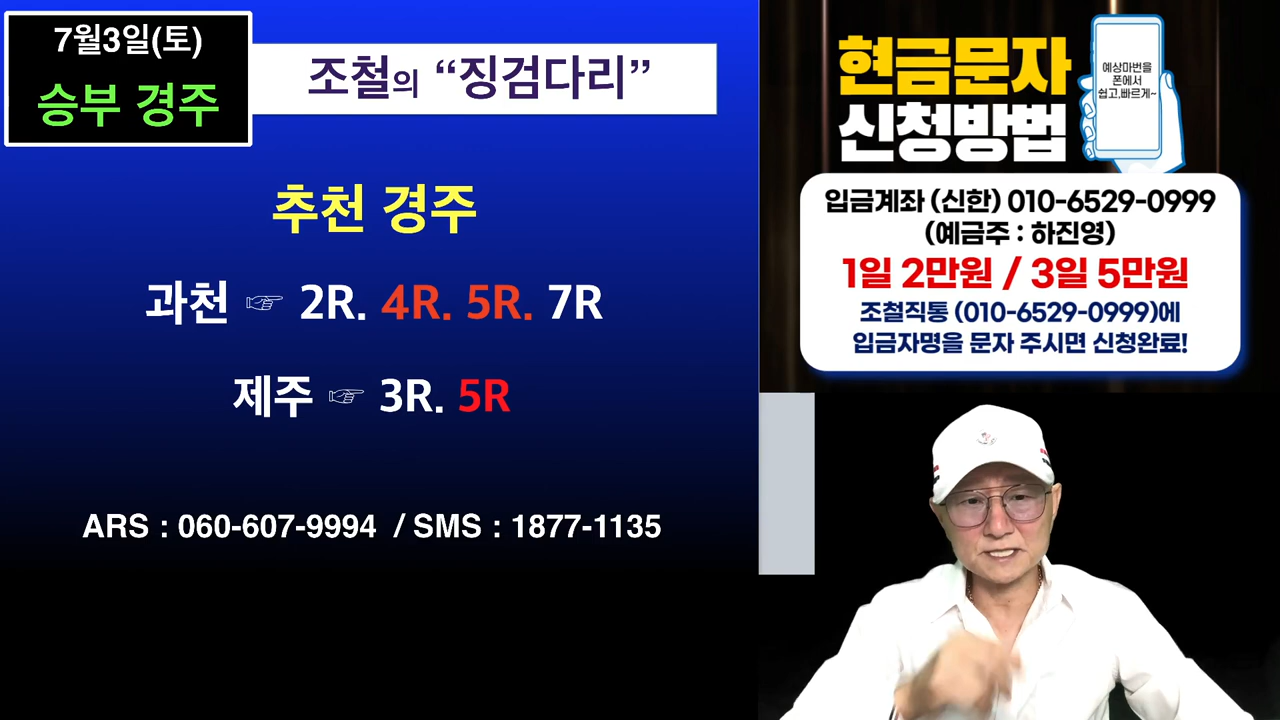 7월3일(토)
승부 경주
조철의 “징검다리”
추천 경주
과천 ☞ 2R. 4R. 5R. 7R
제주 ☞ 3R. 5R
ARS : 060-607-9994 / SMS : 1877-1135
현금문자
신청방법
예상마번을
폰에서
쉽고,빠르게~
입금계좌 (신한) 010-6529-0999
(예금주 : 하진영)
1일 2만원 / 3일 5만원
조철직통 (010-6529-0999)에
입금자명을 문자 주시면 신청완료!